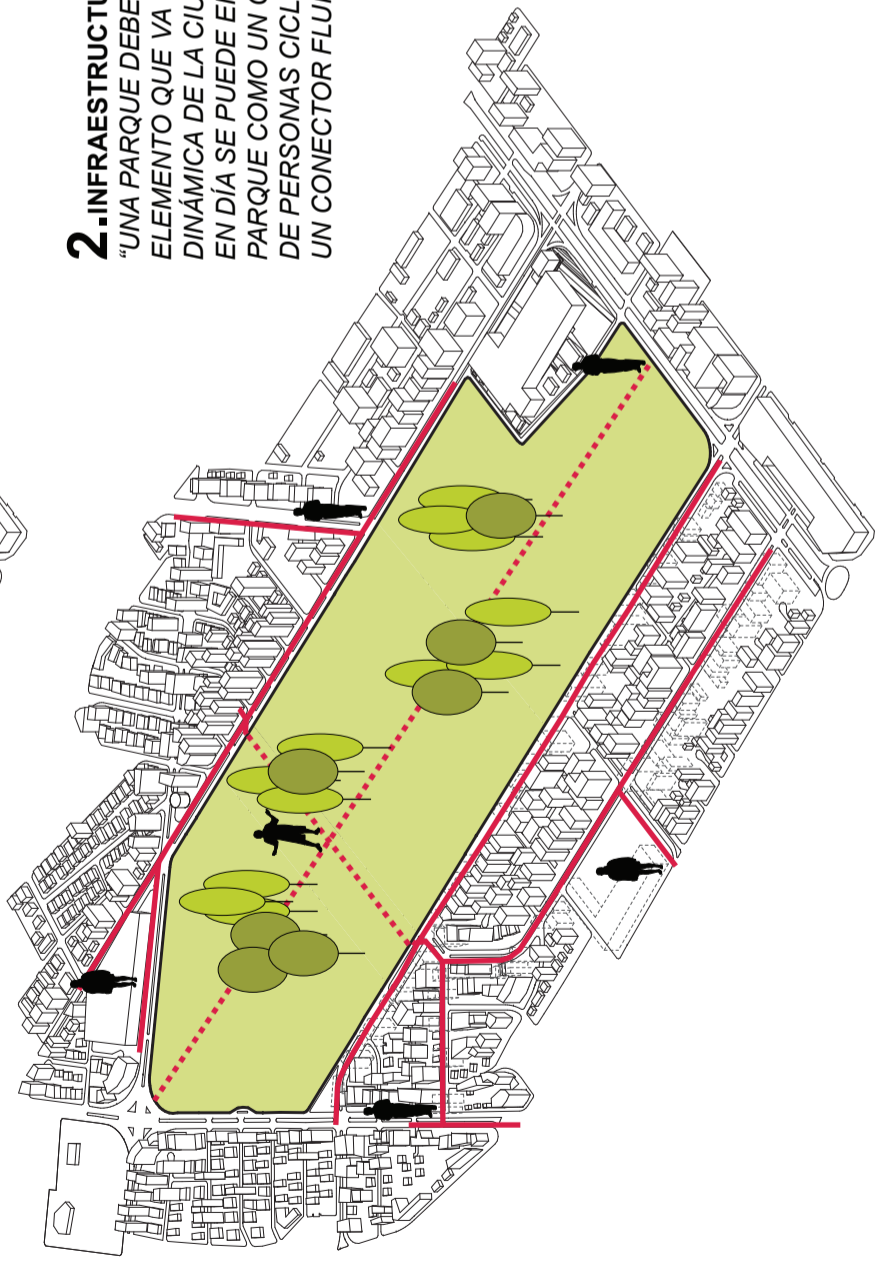 2.INFRAESTRUCTU
"UNA PARQUE DEBE
ELEMENTO QUE VA
DINÁMICA DE LA CIU
EN DÍA SE PUEDE E
PARQUE COMO UN
DE PERSONAS CICL
UN CONECTOR FLUI